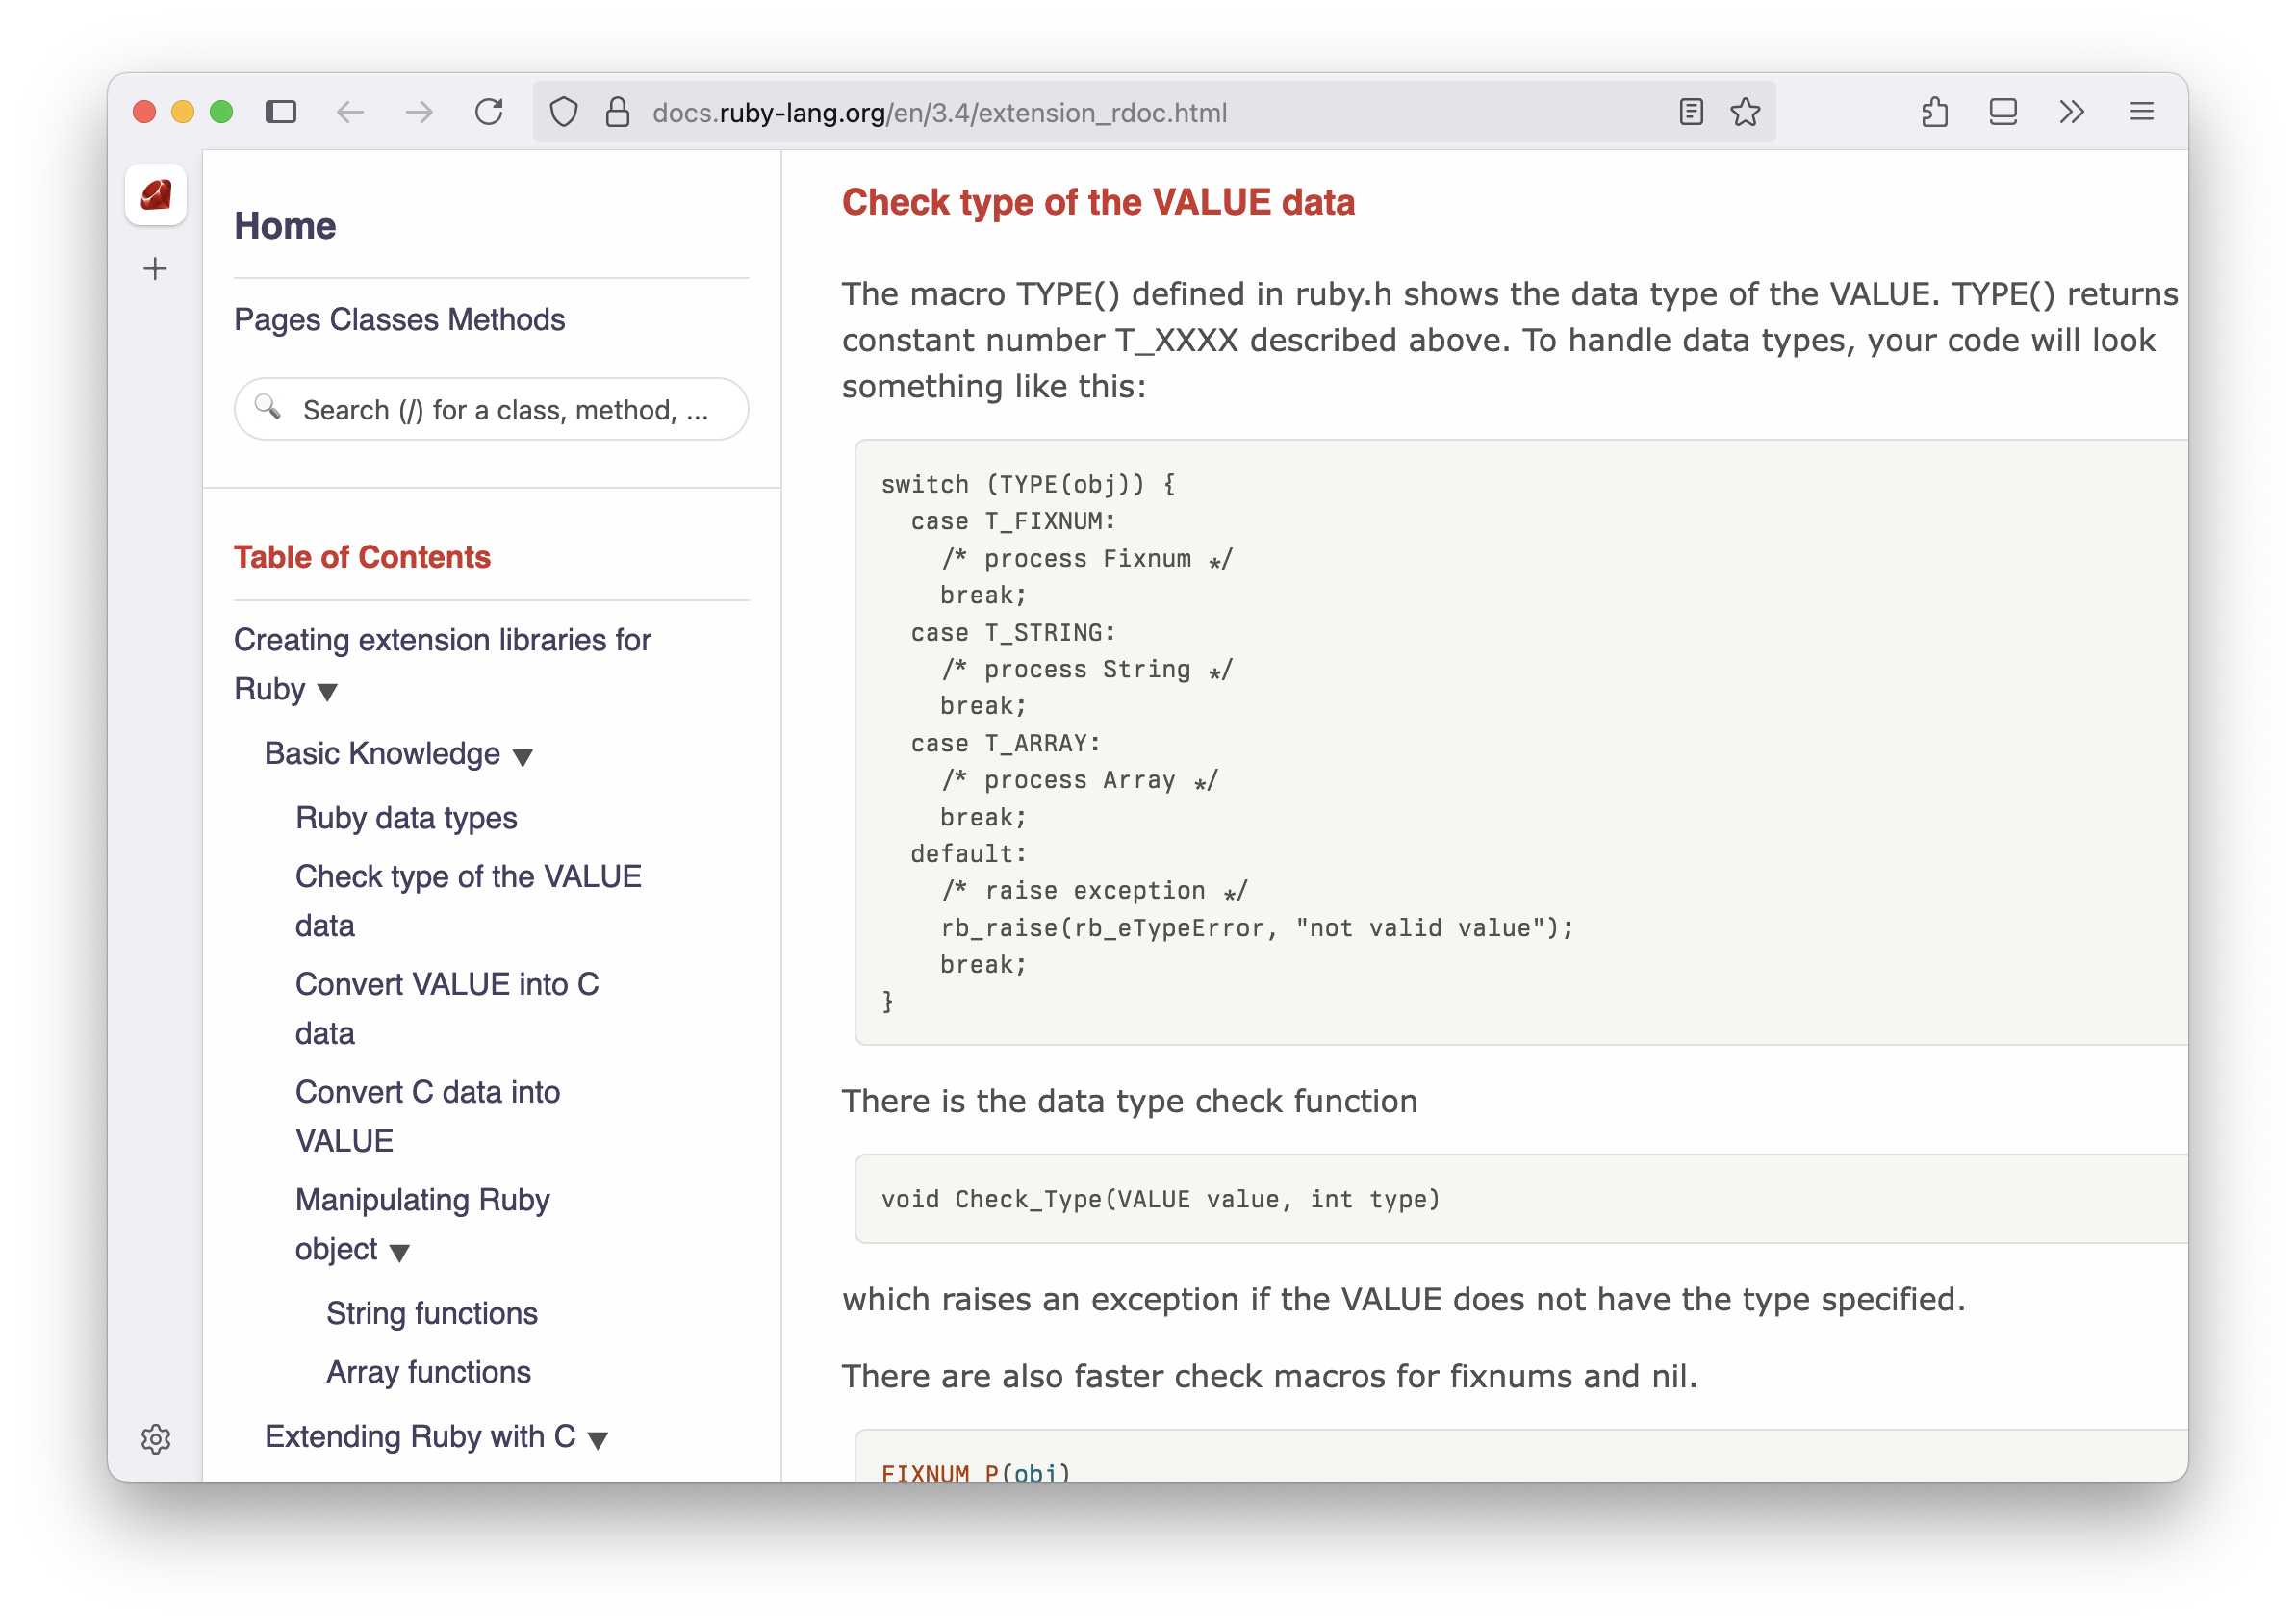 docs.ruby-lang.org/en/3.4/extension_rdoc.html
Home
Pages Classes Methods
Search (/) for a class, method, ...
Table of Contents
Creating extension libraries for
Ruby ▼
Basic Knowledge ▼
Ruby data types
Check type of the VALUE
data
Convert VALUE into C
data
Convert C data into
VALUE
Manipulating Ruby
object ▼
String functions
Array functions
Extending Ruby with C ▼
Check type of the VALUE data
The macro TYPE() defined in ruby.h shows the data type of the VALUE. TYPE() returns
constant number T_XXXX described above. To handle data types, your code will look
something like this:
switch (TYPE(obj)) {
  case T_FIXNUM:
    /* process Fixnum */
    break;
  case T_STRING:
    /* process String */
    break;
  case T_ARRAY:
    /* process Array */
    break;
  default:
    /* raise exception */
    rb_raise(rb_eTypeError, "not valid value");
    break;
}
There is the data type check function
void Check_Type(VALUE value, int type)
which raises an exception if the VALUE does not have the type specified.
There are also faster check macros for fixnums and nil.
FIXNUM_P(obj)